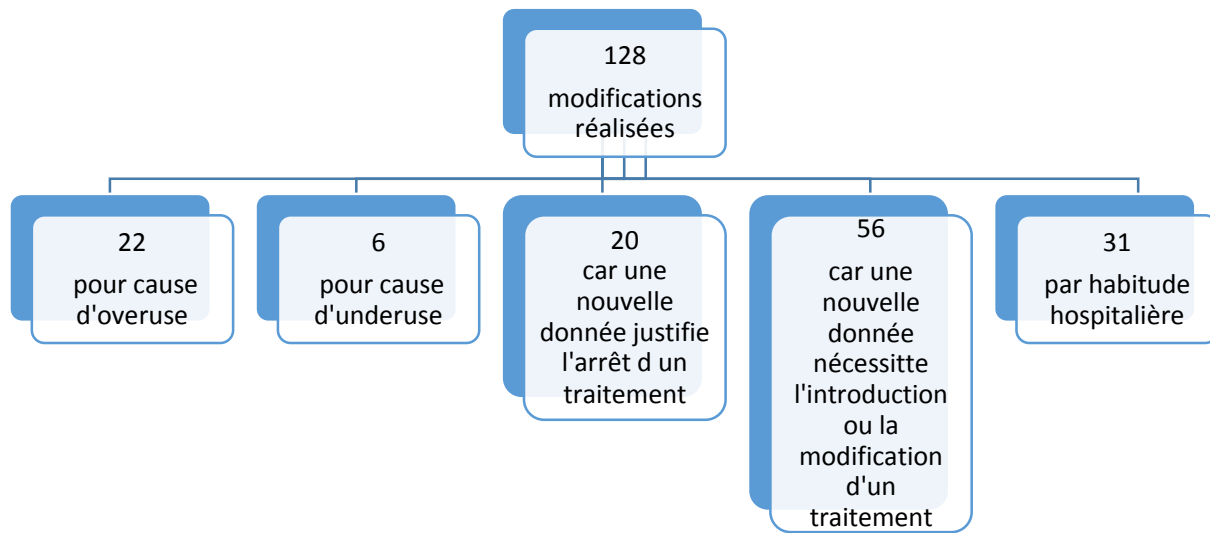 128
modifications
réalisées
22
pour cause
d'overuse
6
pour cause
d'underuse
20
car une
nouvelle
donnée justifie
l'arrêt d un
traitement
56
car une
nouvelle
donnée
nécessitte
l'introduction
ou la
modification
d'un
traitement
31
par habitude
hospitalière